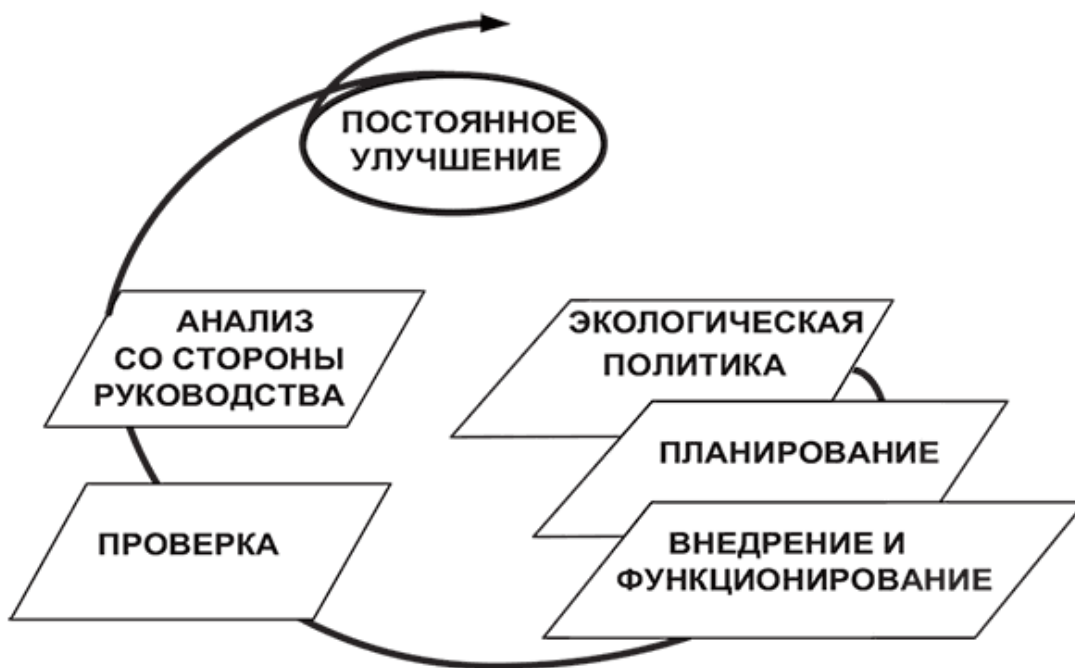 ПОСТОЯННОЕ
УЛУЧШЕНИЕ
АНАЛИЗ
СО СТОРОНЫ
РУКОВОДСТВА
ЭКОЛОГИЧЕСКАЯ
ПОЛИТИКА
ПЛАНИРОВАНИЕ
ПРОВЕРКА
ВНЕДРЕНИЕ И
ФУНКЦИОНИРОВАНИЕ